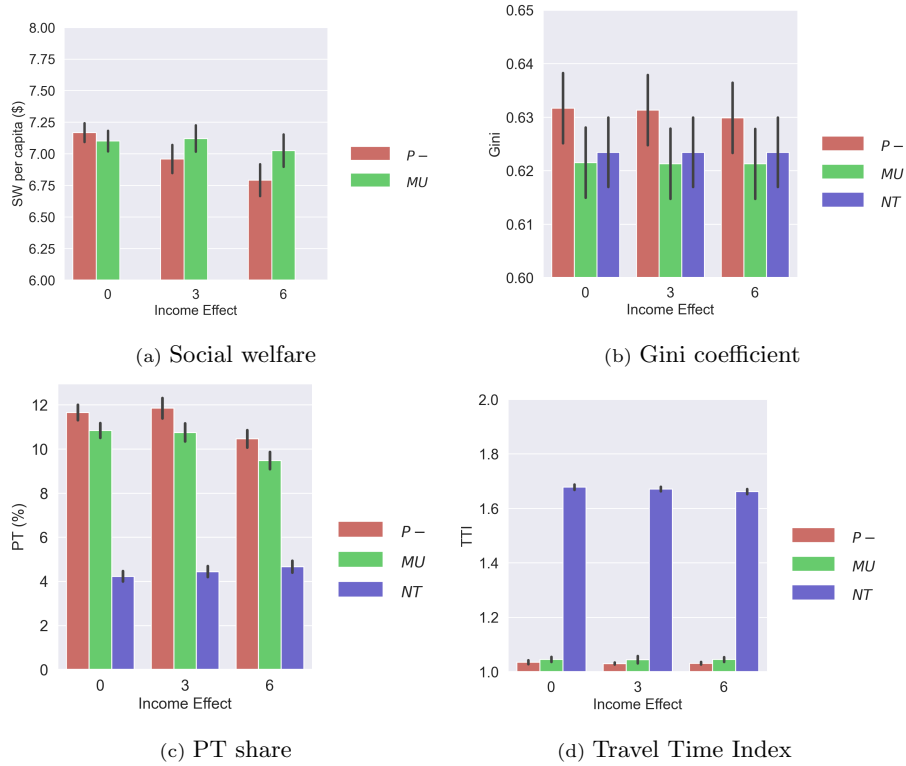 8.00
7.75
7.50
7.25
7.00
6.75
6.50
6.25
6.00
SW per capita ($)
0 3 6
Income Effect
P −
MU
(a) Social welfare
0.65
0.64
0.63
0.62
0.61
0.60
Gini
0 3 6
Income Effect
P −
MU
NT
(b) Gini coefficient
12
10
8
6
4
2
0
PT (%)
0 3 6
Income Effect
P −
MU
NT
(c) PT share
2.0
1.8
1.6
1.4
1.2
1.0
TTI
0 3 6
Income Effect
P −
MU
NT
(d) Travel Time Index